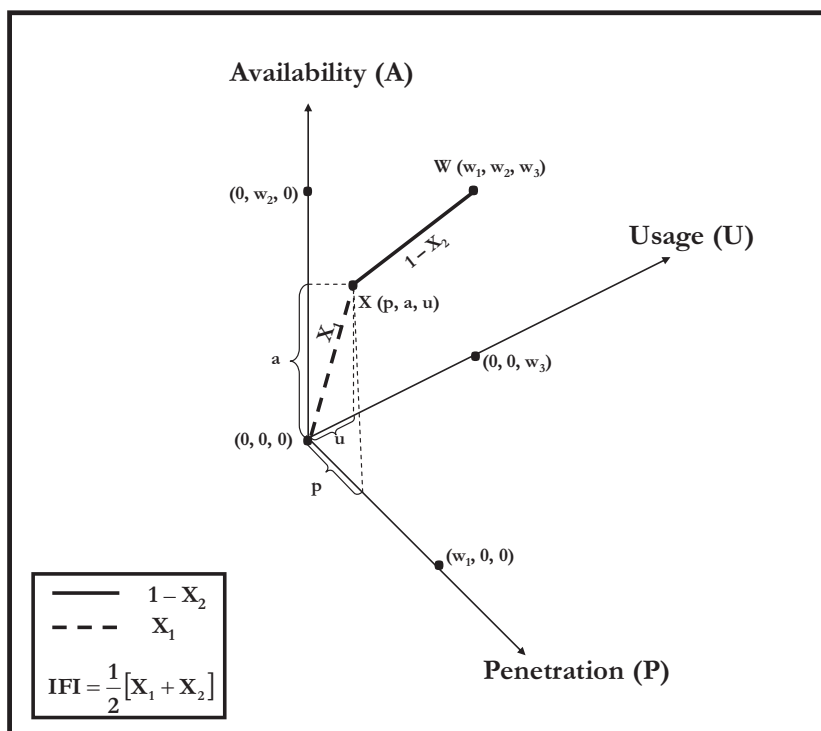 Availability (A)
W (w₁, w₂, w₃)
(0, w₂, 0)
Usage (U)
1 – X₂
X (p, a, u)
X₁
a
(0, 0, w₃)
(0, 0, 0)
u
p
(w₁, 0, 0)
1 – X₂
X₁
Penetration (P)
IFI = 1/2 [X₁ + X₂]